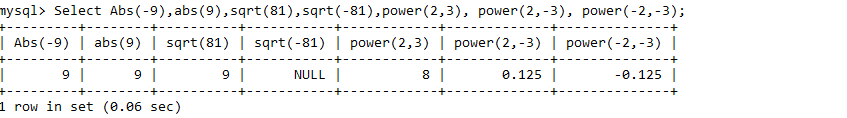 mysql> Select Abs(-9),abs(9),sqrt(81),sqrt(-81),power(2,3), power(2,-3), power(-2,-3);
+---------+--------+----------+-----------+------------+-------------+--------------+
| Abs(-9) | abs(9) | sqrt(81) | sqrt(-81) | power(2,3) | power(2,-3) | power(-2,-3) |
+---------+--------+----------+-----------+------------+-------------+--------------+
|       9 |      9 |        9 |      NULL |          8 |       0.125 |       -0.125 |
+---------+--------+----------+-----------+------------+-------------+--------------+
1 row in set (0.06 sec)